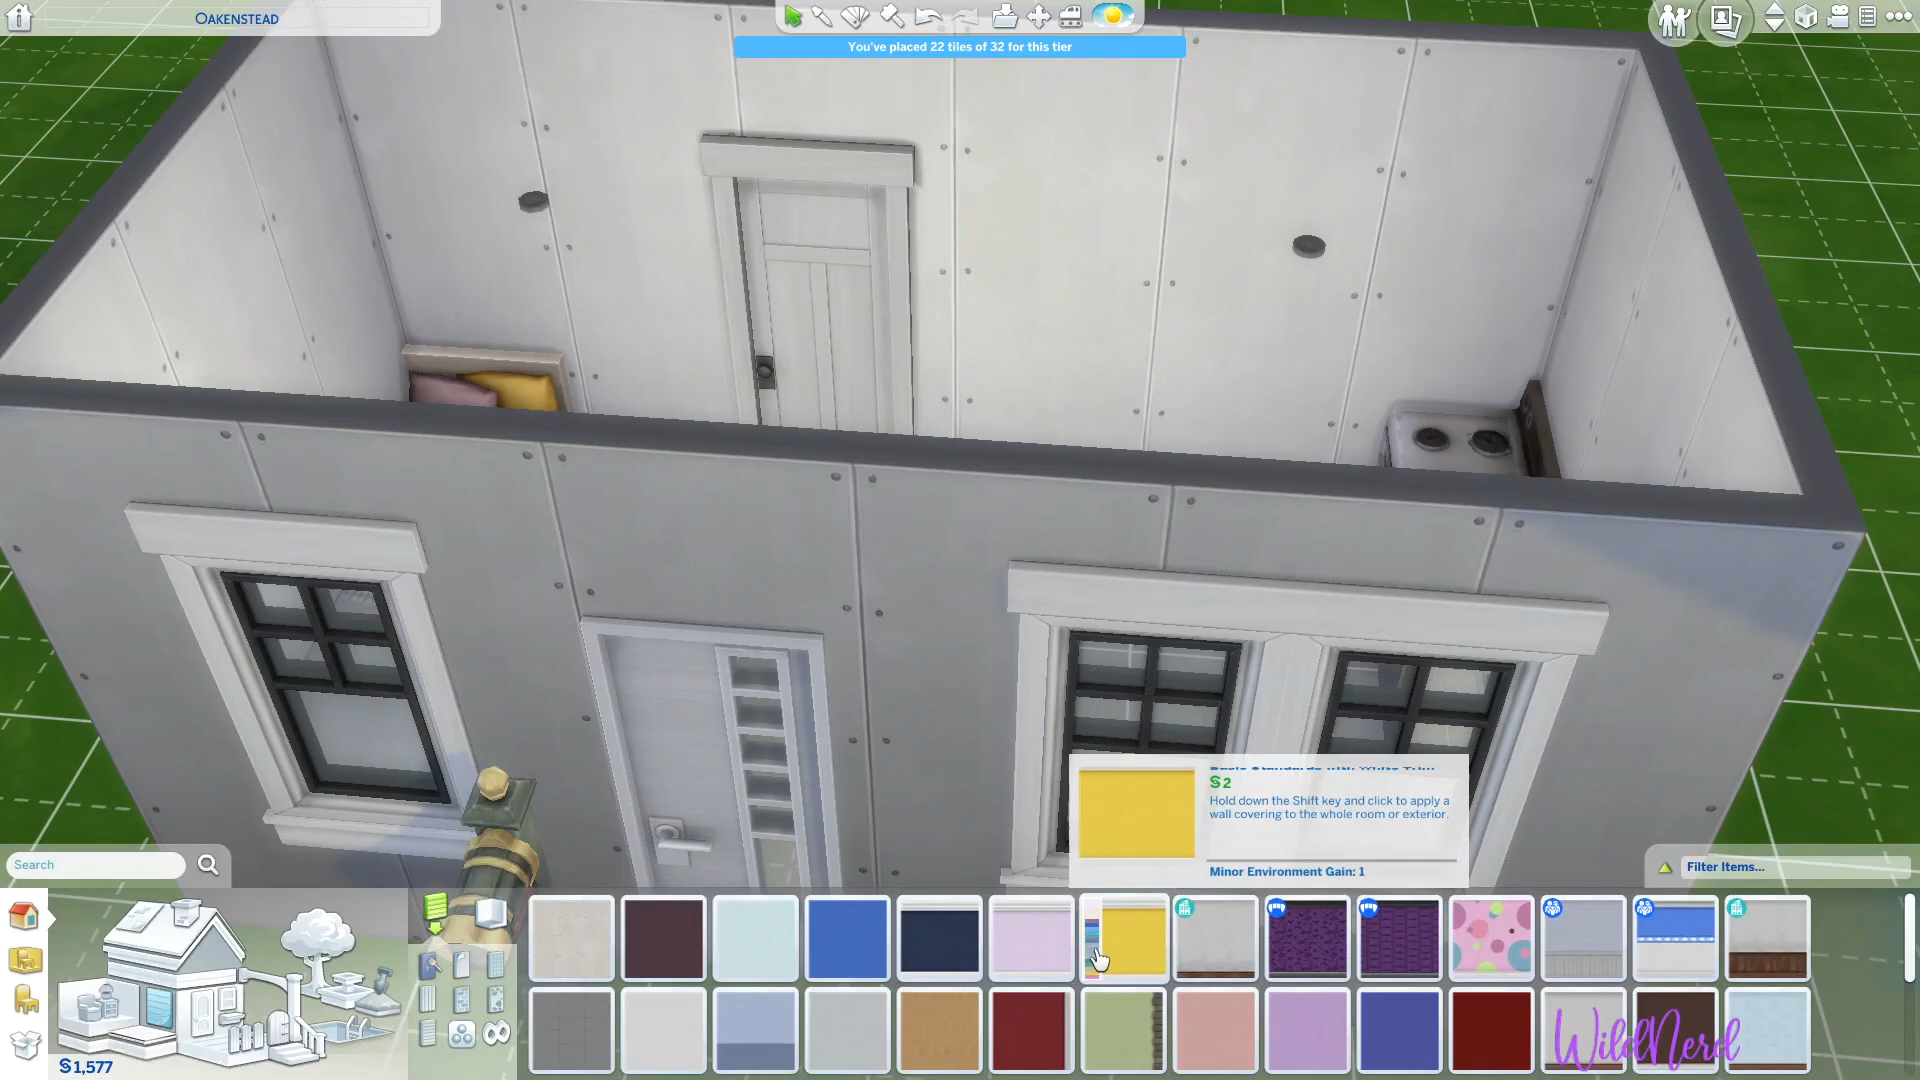 Oakenstead
You've placed 22 tiles of 32 for this tier
§2
Hold down the Shift key and click to apply a
wall covering to the whole room or exterior.
Minor Environment Gain: 1
Search
Filter Items...
§1,577
WildNerd